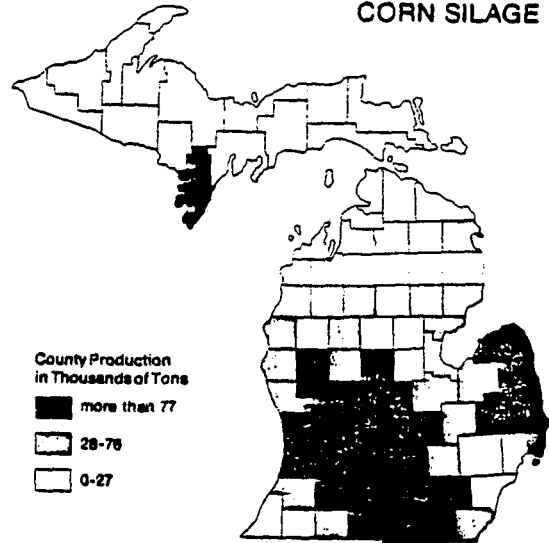 CORN SILAGE
County Production
in Thousands of Tons
more than 77
28-76
0-27